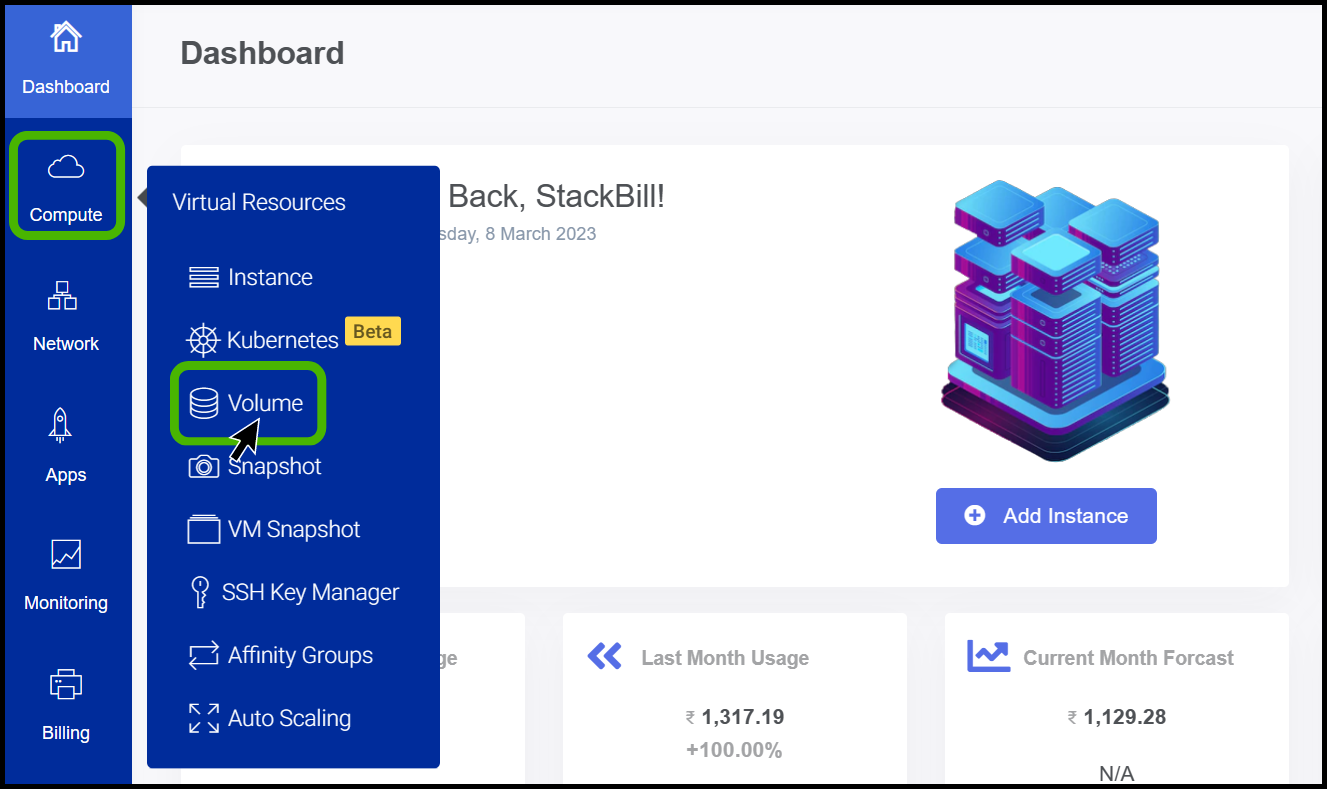 Dashboard
Compute
Network
Apps
Monitoring
Billing
Dashboard
Virtual Resources
Instance
Kubernetes Beta
Volume
Snapshot
VM Snapshot
SSH Key Manager
Affinity Groups
Auto Scaling
Back, StackBill!
8 March 2023
Add Instance
Last Month Usage
₹ 1,317.19
+100.00%
Current Month Forcast
₹ 1,129.28
N/A